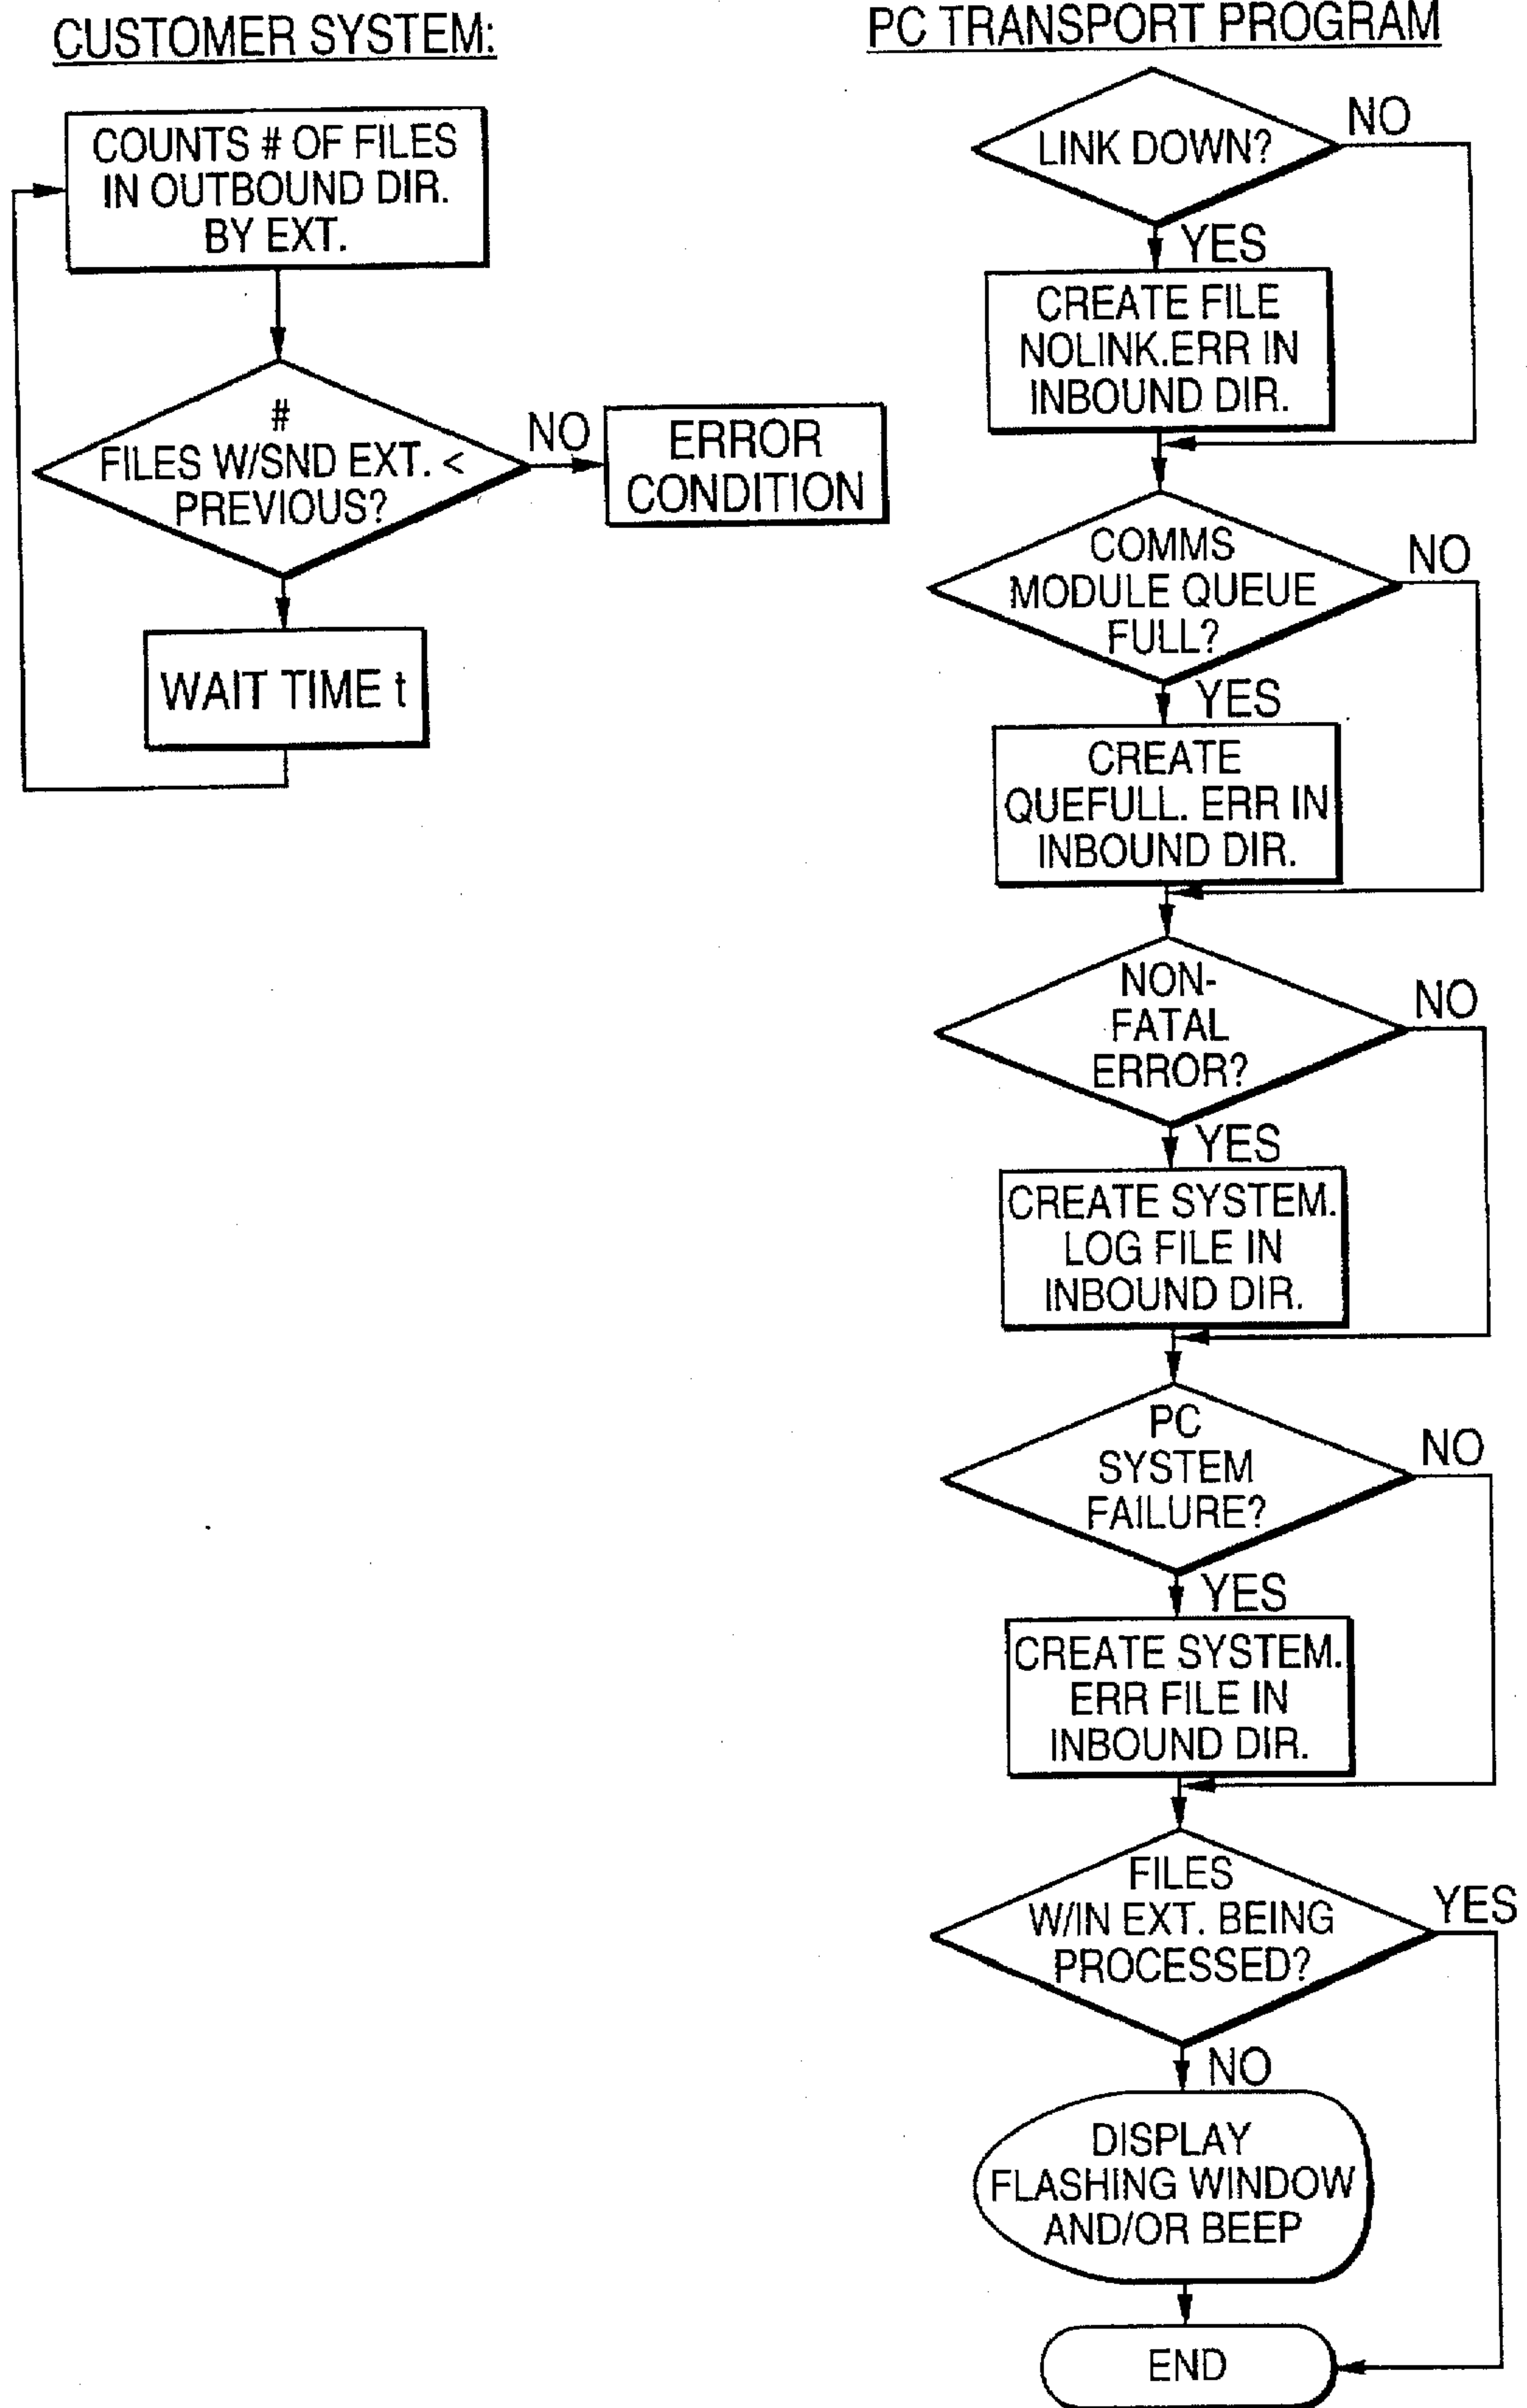 CUSTOMER SYSTEM:
COUNTS # OF FILES
IN OUTBOUND DIR.
BY EXT.
#
FILES W/SND EXT. <
PREVIOUS?
NO
ERROR
CONDITION
WAIT TIME t
PC TRANSPORT PROGRAM
LINK DOWN?
NO
YES
CREATE FILE
NOLINK.ERR IN
INBOUND DIR.
COMMS
MODULE QUEUE
FULL?
NO
YES
CREATE
QUEFULL. ERR IN
INBOUND DIR.
NON-
FATAL
ERROR?
NO
YES
CREATE SYSTEM.
LOG FILE IN
INBOUND DIR.
PC
SYSTEM
FAILURE?
NO
YES
CREATE SYSTEM.
ERR FILE IN
INBOUND DIR.
FILES
W/IN EXT. BEING
PROCESSED?
YES
NO
DISPLAY
FLASHING WINDOW
AND/OR BEEP
END